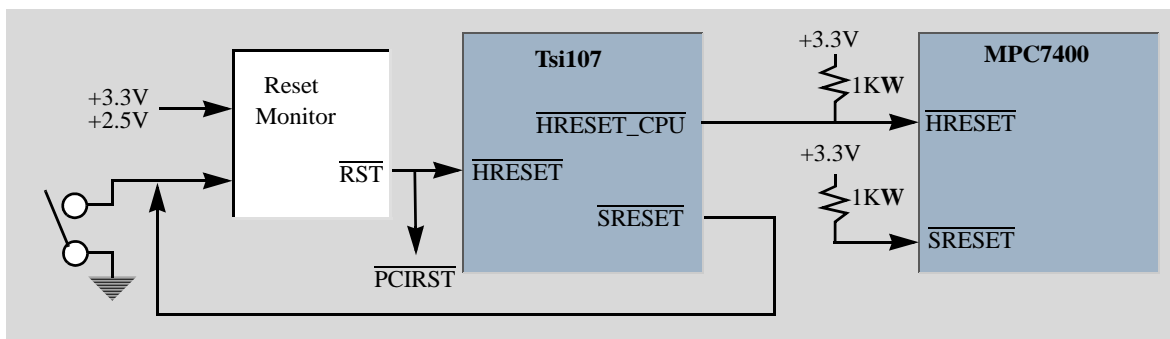 +3.3V
+2.5V
Reset
Monitor
RST
PCIRST
Tsi107
HRESET_CPU
HRESET
SRESET
+3.3V
1KW
+3.3V
1KW
MPC7400
HRESET
SRESET